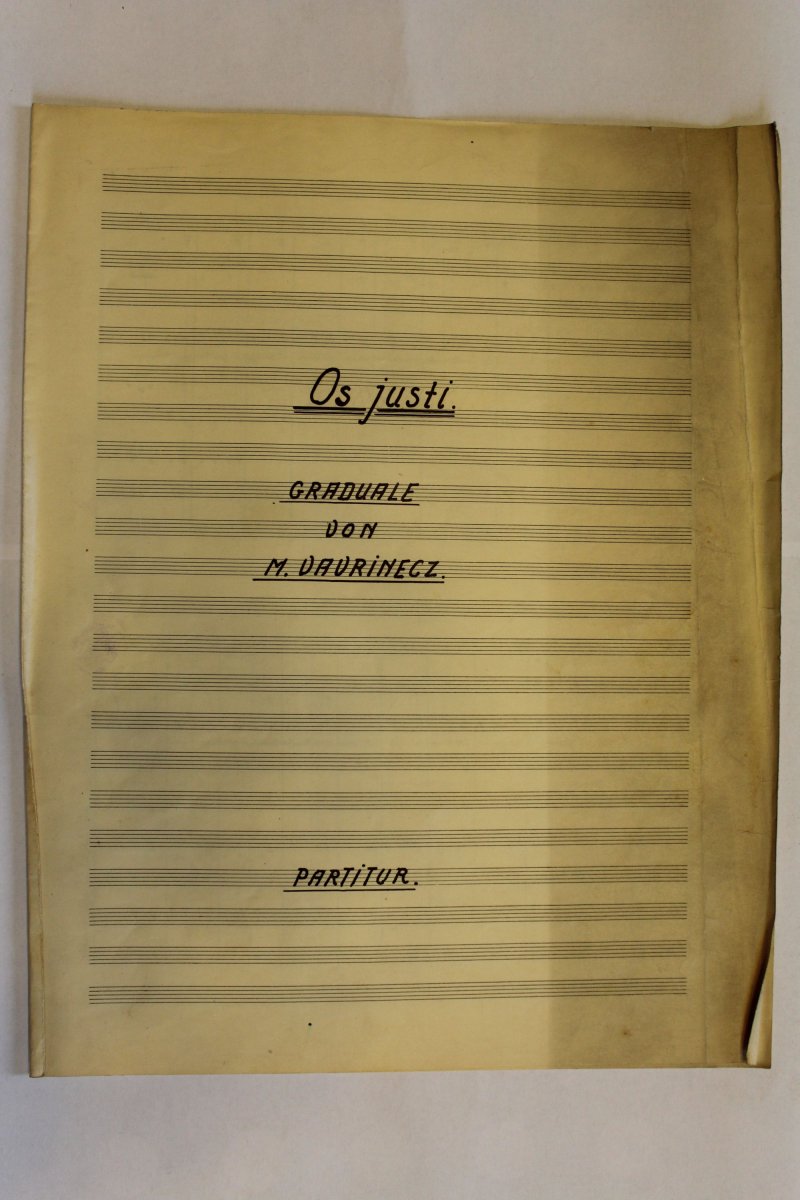 Os justi.
GRADUALE
VON
M. VAVRiNECZ.
PARTiTUR.